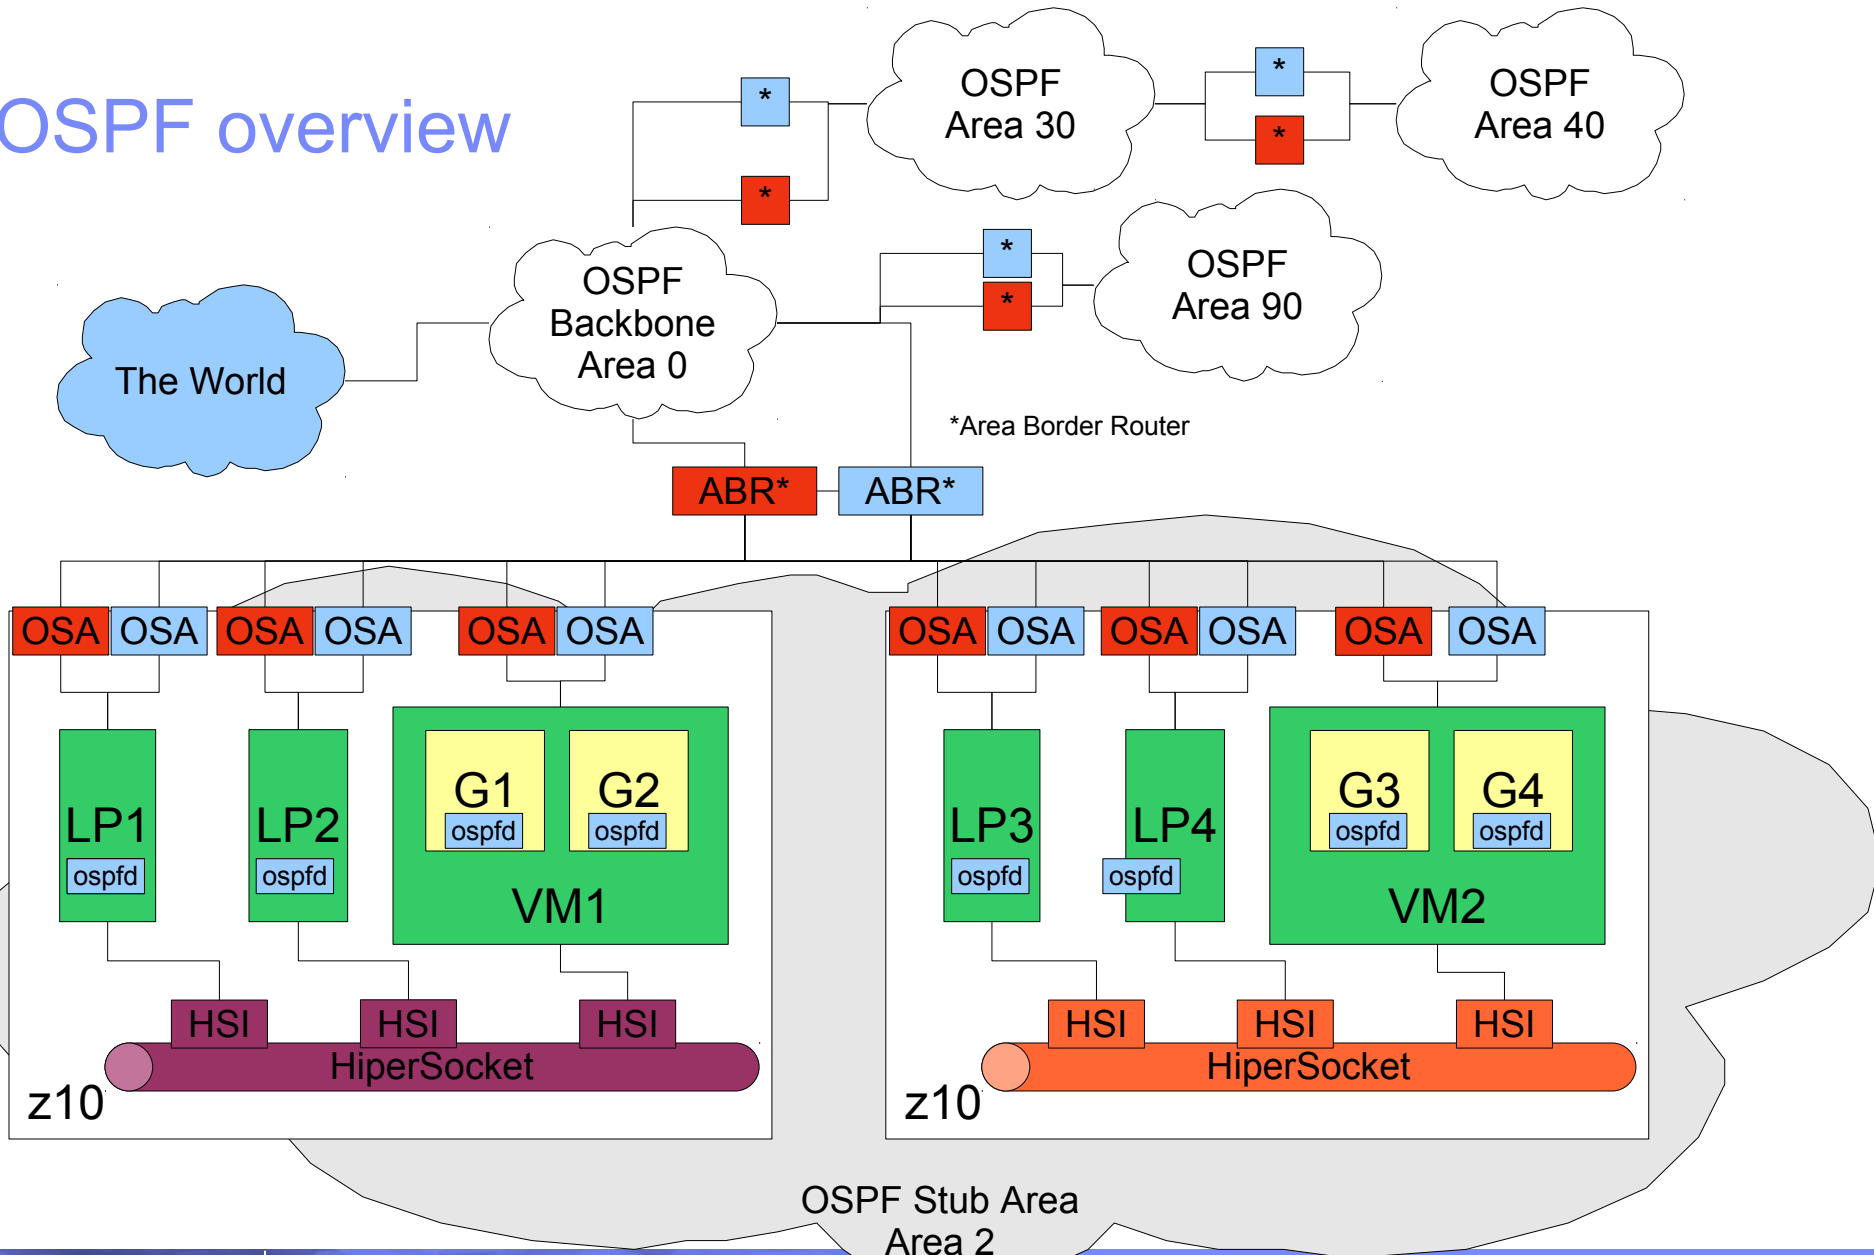 OSPF overview
*
*
OSPF
Area 30
*
*
OSPF
Area 40
*
*
OSPF
Area 90
OSPF
Backbone
Area 0
The World
*Area Border Router
ABR*
ABR*
OSA
OSA
OSA
OSA
OSA
OSA
OSA
OSA
OSA
OSA
OSA
OSA
LP1
ospfd
LP2
ospfd
G1
ospfd
G2
ospfd
VM1
LP3
ospfd
LP4
ospfd
G3
ospfd
G4
ospfd
VM2
HSI
HSI
HSI
HiperSocket
z10
HSI
HSI
HSI
HiperSocket
z10
OSPF Stub Area
Area 2